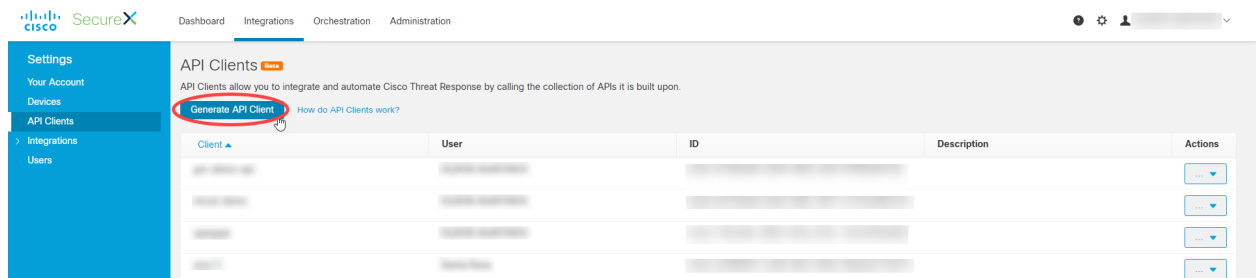 CISCO SecureX Dashboard Integrations Orchestration Administration
Settings
Your Account
Devices
API Clients
Integrations
Users
API Clients Beta
API Clients allow you to integrate and automate Cisco Threat Response by calling the collection of APIs it is built upon.
Generate API Client How do API Clients work?
Client User ID Description Actions
...
...
...
...